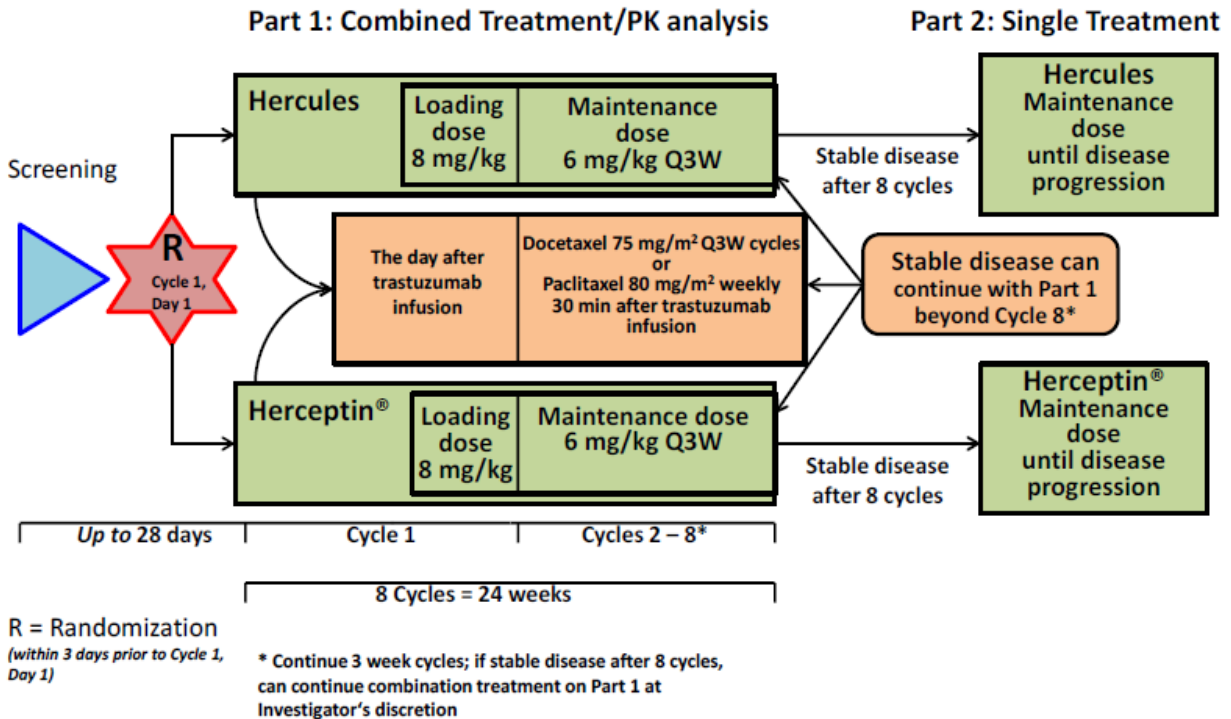 Part 1: Combined Treatment/PK analysis
Part 2: Single Treatment
Hercules
Loading
dose
8 mg/kg
Maintenance
dose
6 mg/kg Q3W
Stable disease
after 8 cycles
Hercules
Maintenance
dose
until disease
progression
Screening
R
Cycle 1,
Day 1
The day after
trastuzumab
infusion
Docetaxel 75 mg/m² Q3W cycles
or
Paclitaxel 80 mg/m² weekly
30 min after trastuzumab
infusion
Stable disease can
continue with Part 1
beyond Cycle 8*
Herceptin®
Loading
dose
8 mg/kg
Maintenance dose
6 mg/kg Q3W
Stable disease
after 8 cycles
Herceptin®
Maintenance
dose
until disease
progression
Up to 28 days
Cycle 1
Cycles 2 – 8*
8 Cycles = 24 weeks
R = Randomization
(within 3 days prior to Cycle 1,
Day 1)
* Continue 3 week cycles; if stable disease after 8 cycles,
can continue combination treatment on Part 1 at
Investigator‘s discretion